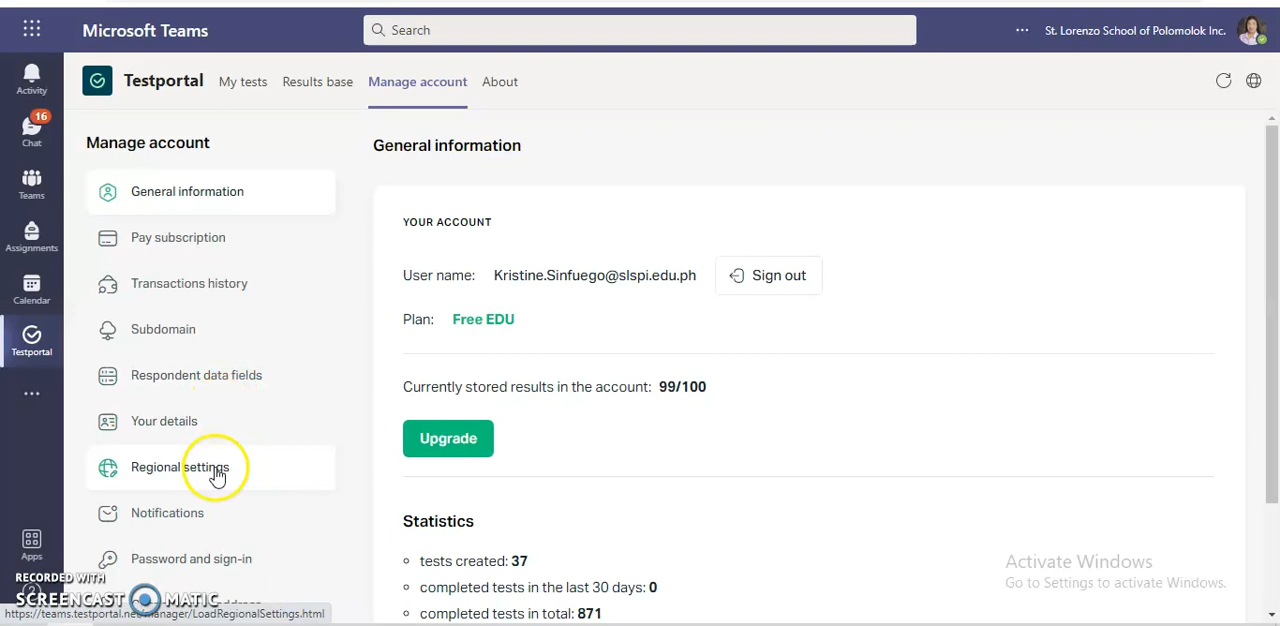 Microsoft Teams
Search
St. Lorenzo School of Polomolok Inc.
Activity
16
Chat
Teams
Assignments
Calendar
Testportal
Apps
Testportal
My tests
Results base
Manage account
About
Manage account
General information
Pay subscription
Transactions history
Subdomain
Respondent data fields
Your details
Regional settings
Notifications
Password and sign-in
General information
YOUR ACCOUNT
User name: Kristine.Sinfuego@slspi.edu.ph
Sign out
Plan: Free EDU
Currently stored results in the account: 99/100
Upgrade
Statistics
tests created: 37
completed tests in the last 30 days: 0
completed tests in total: 871
Activate Windows
Go to Settings to activate Windows.
RECORDED WITH
SCREENCAST MATIC
https://teams.testportal.net/manager/LoadRegionalSettings.html